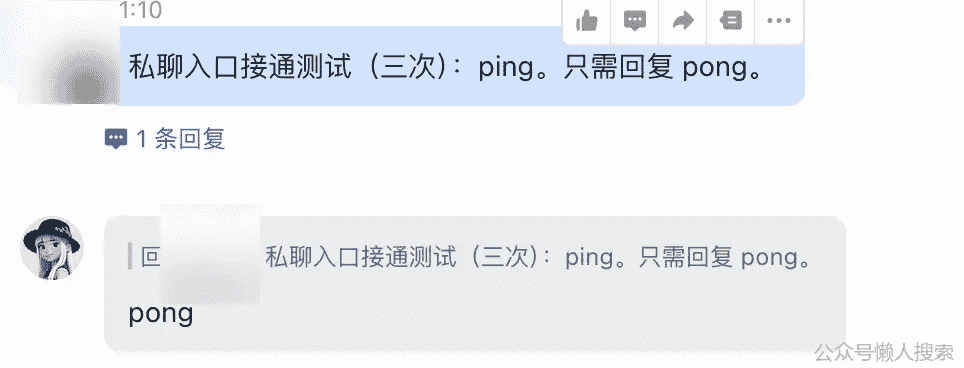 1:10
私聊入口接通测试（三次）：ping。只需回复 pong。
1 条回复
回
私聊入口接通测试（三次）：ping。只需回复 pong。
pong
公众号懒人搜索